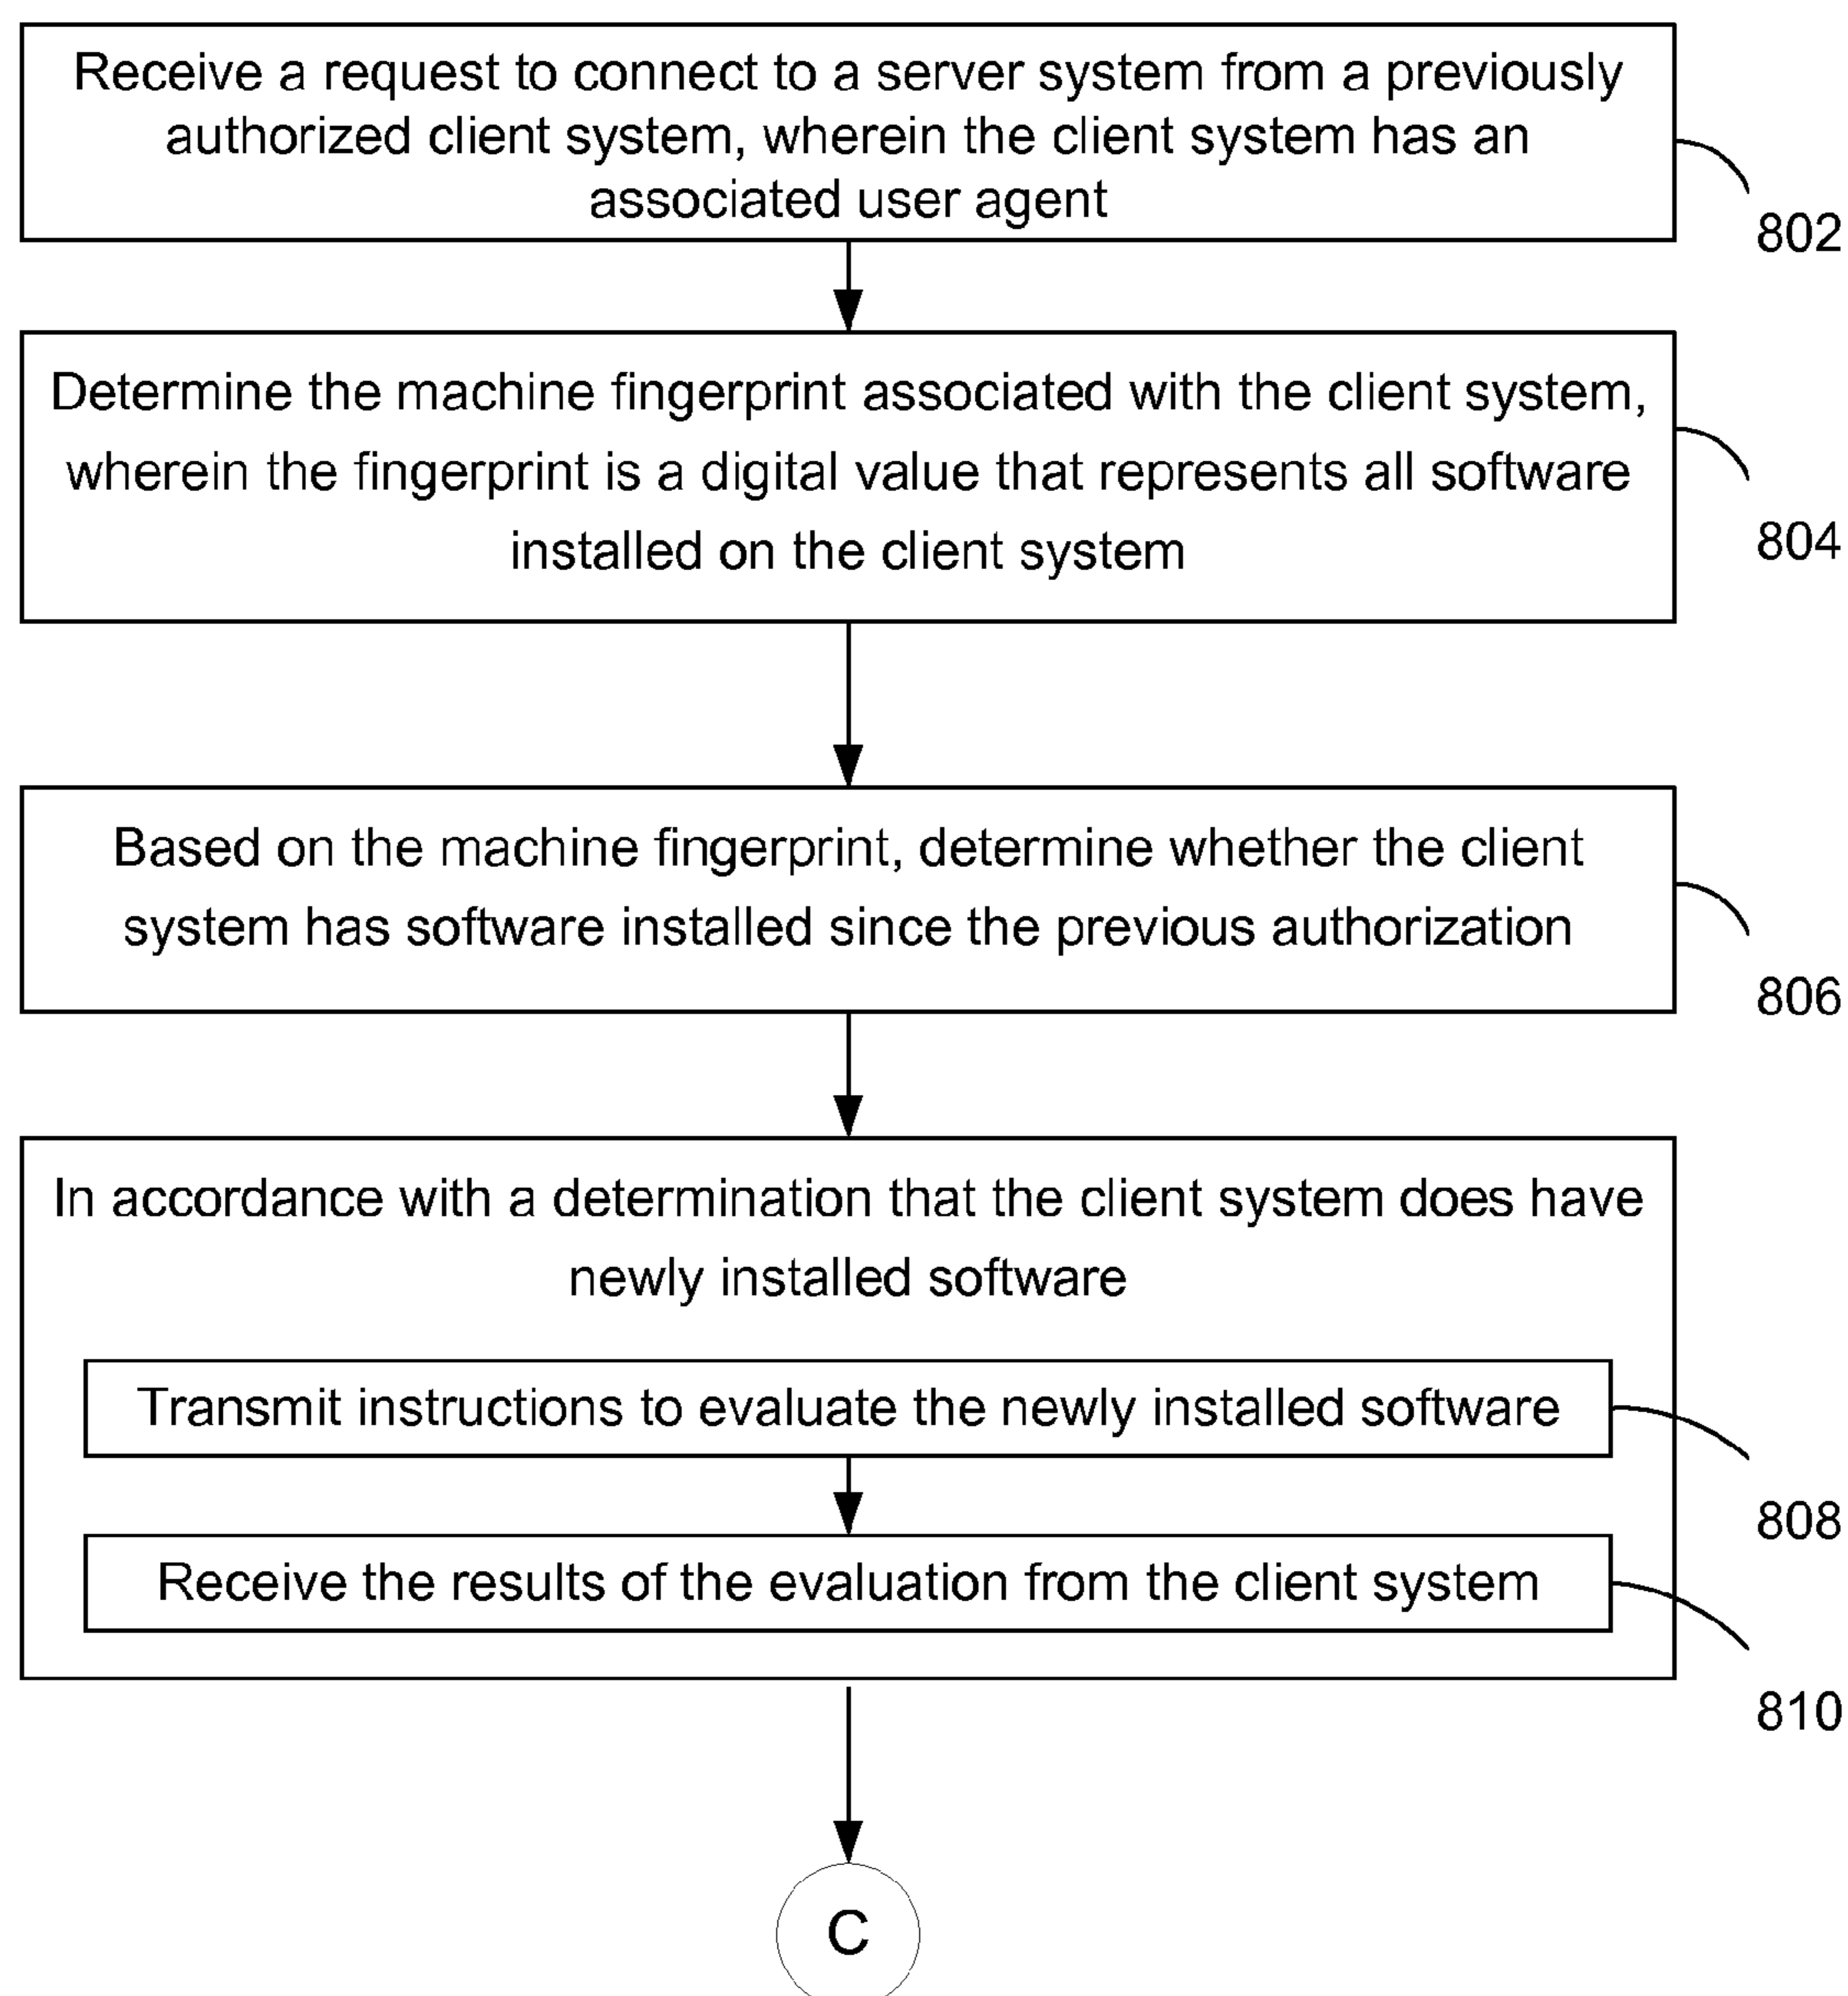 Receive a request to connect to a server system from a previously
authorized client system, wherein the client system has an
associated user agent
802
Determine the machine fingerprint associated with the client system,
wherein the fingerprint is a digital value that represents all software
installed on the client system
804
Based on the machine fingerprint, determine whether the client
system has software installed since the previous authorization
806
In accordance with a determination that the client system does have
newly installed software
Transmit instructions to evaluate the newly installed software
808
Receive the results of the evaluation from the client system
810
C